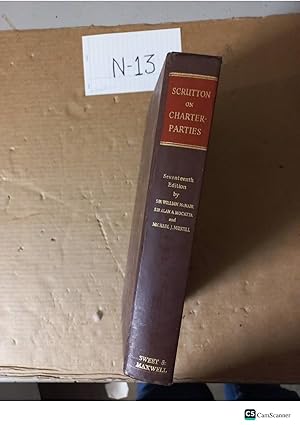 N-13
SCRUTTON
ON
CHARTER-
PARTIES
Seventeenth
Edition
by
SIR WILLIAM McNAIR,
SIR ALAN A. MOCATTA
and
MICHAEL J. MUSTILL
SWEET &
MAXWELL
CS CamScanner